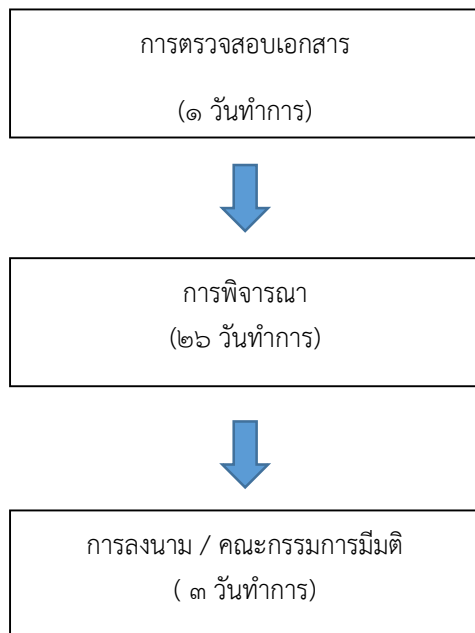 การตรวจสอบเอกสาร
(๑ วันทำการ)
การพิจารณา
(๒๖ วันทำการ)
การลงนาม / คณะกรรมการมีมติ
( ๓ วันทำการ)